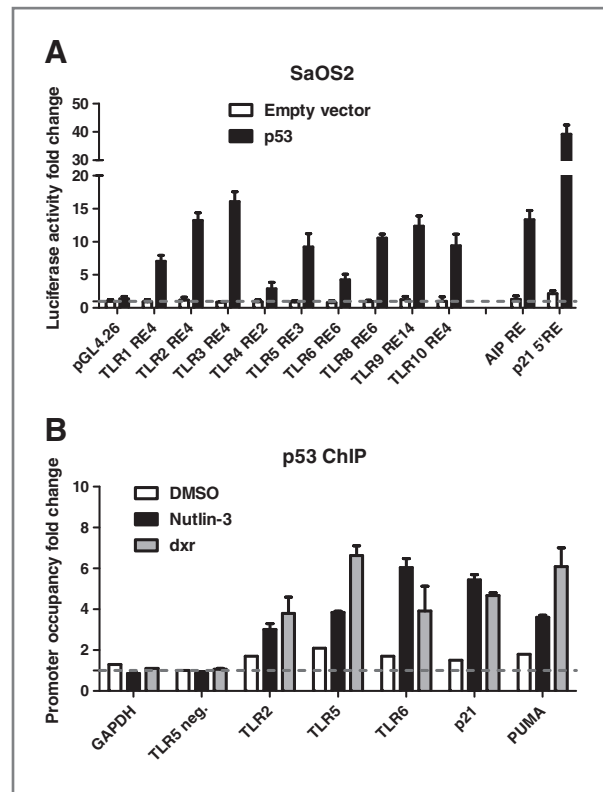 A
SaOS2
Luciferase activity fold change
50
40
30
20
15
10
5
0
Empty vector
p53
pGL4.26
TLR1 RE4
TLR2 RE4
TLR3 RE4
TLR4 RE2
TLR5 RE3
TLR6 RE6
TLR8 RE6
TLR9 RE14
TLR10 RE4
AIP RE
p21 5'RE
B
p53 ChIP
Promoter occupancy fold change
10
8
6
4
2
0
DMSO
Nutlin-3
dxr
GAPDH
TLR5 neg.
TLR2
TLR5
TLR6
p21
PUMA